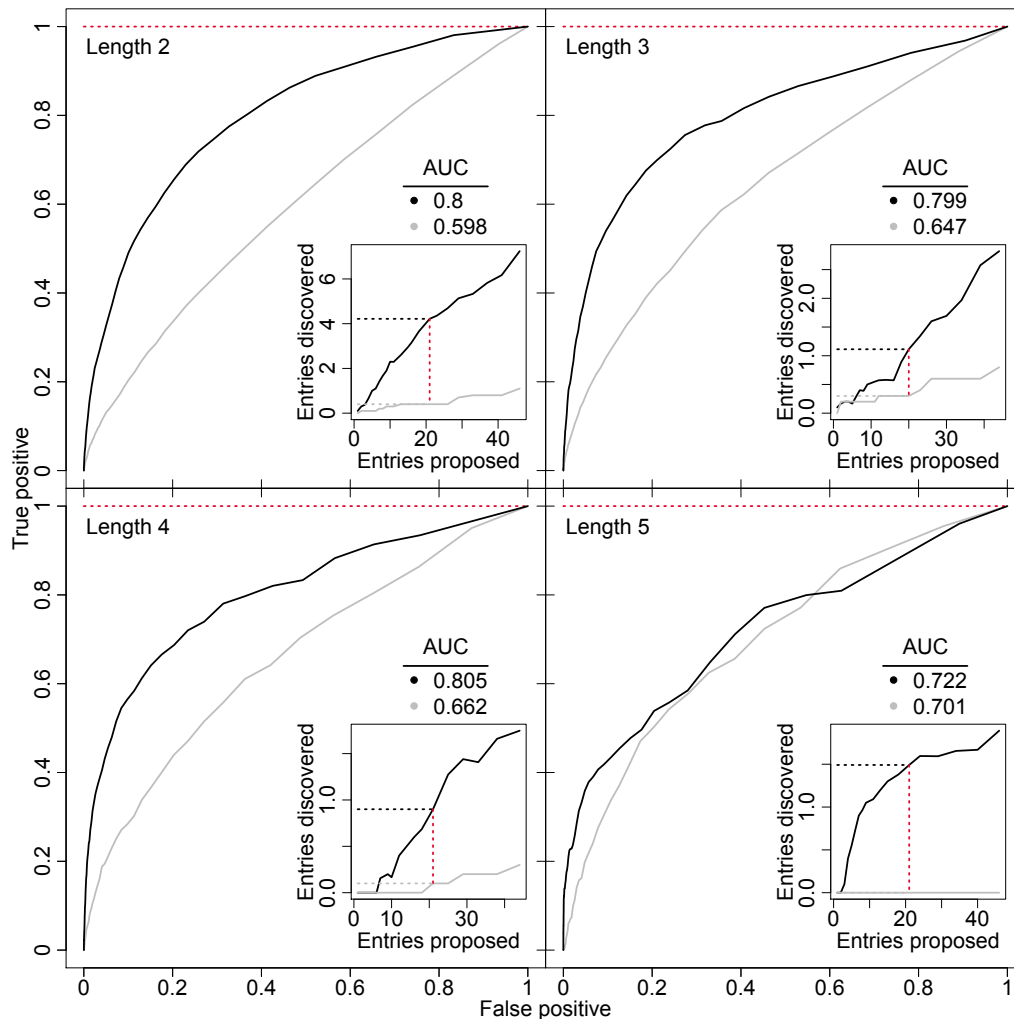 Length 2
AUC
0.8
0.598
Entries discovered
0 2 4 6
0 20 40
Entries proposed
Length 3
AUC
0.799
0.647
Entries discovered
0.0 1.0 2.0
0 10 30
Entries proposed
Length 4
AUC
0.805
0.662
Entries discovered
0.0 1.0
0 10 30
Entries proposed
Length 5
AUC
0.722
0.701
Entries discovered
0.0 1.0
0 20 40
Entries proposed
True positive
0 0.2 0.4 0.6 0.8 1
0 0.2 0.4 0.6 0.8 1
0 0.2 0.4 0.6 0.8 1
0 0.2 0.4 0.6 0.8 1
False positive